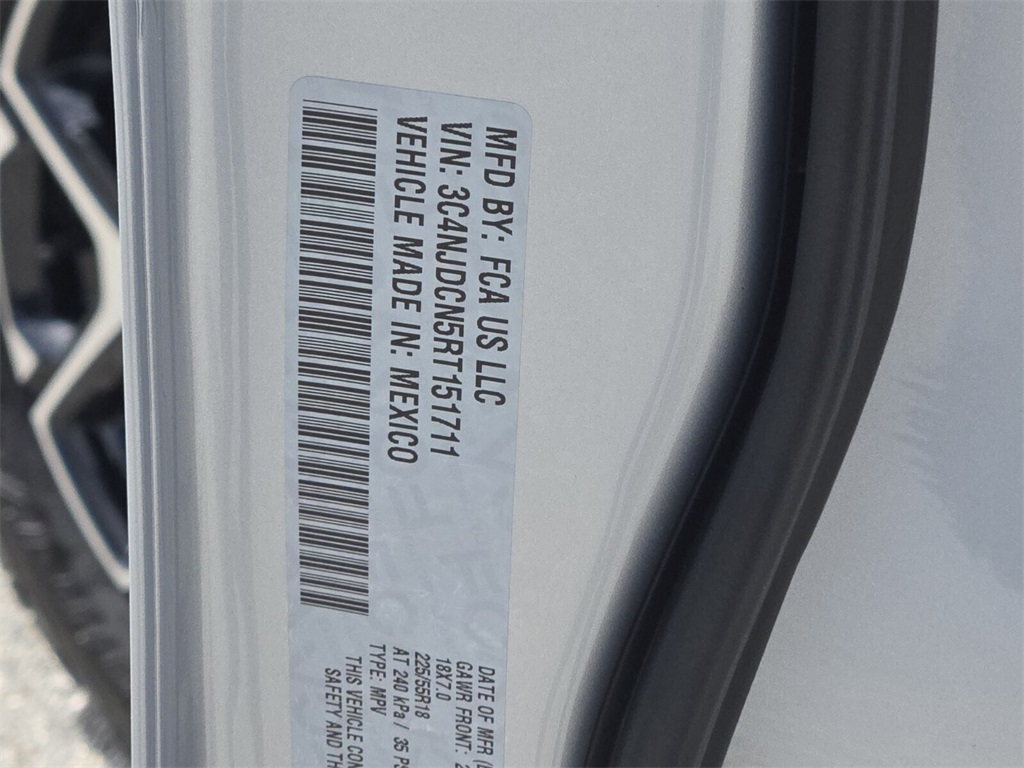 MFD BY: FCA US LLC
VIN: 3C4NJDCN5RT151711
VEHICLE MADE IN: MEXICO
DATE OF MFR
GAWR FRONT:
18X7.0
225/55R18
AT 240 kPa / 35
TYPE: MPV
THIS VEHICLE
SAFETY AND